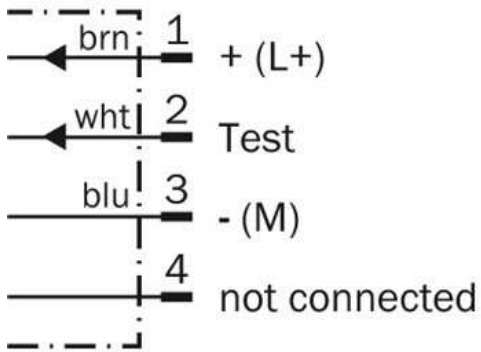 brn 1 + (L+)
wht 2 Test
blu 3 - (M)
4 not connected